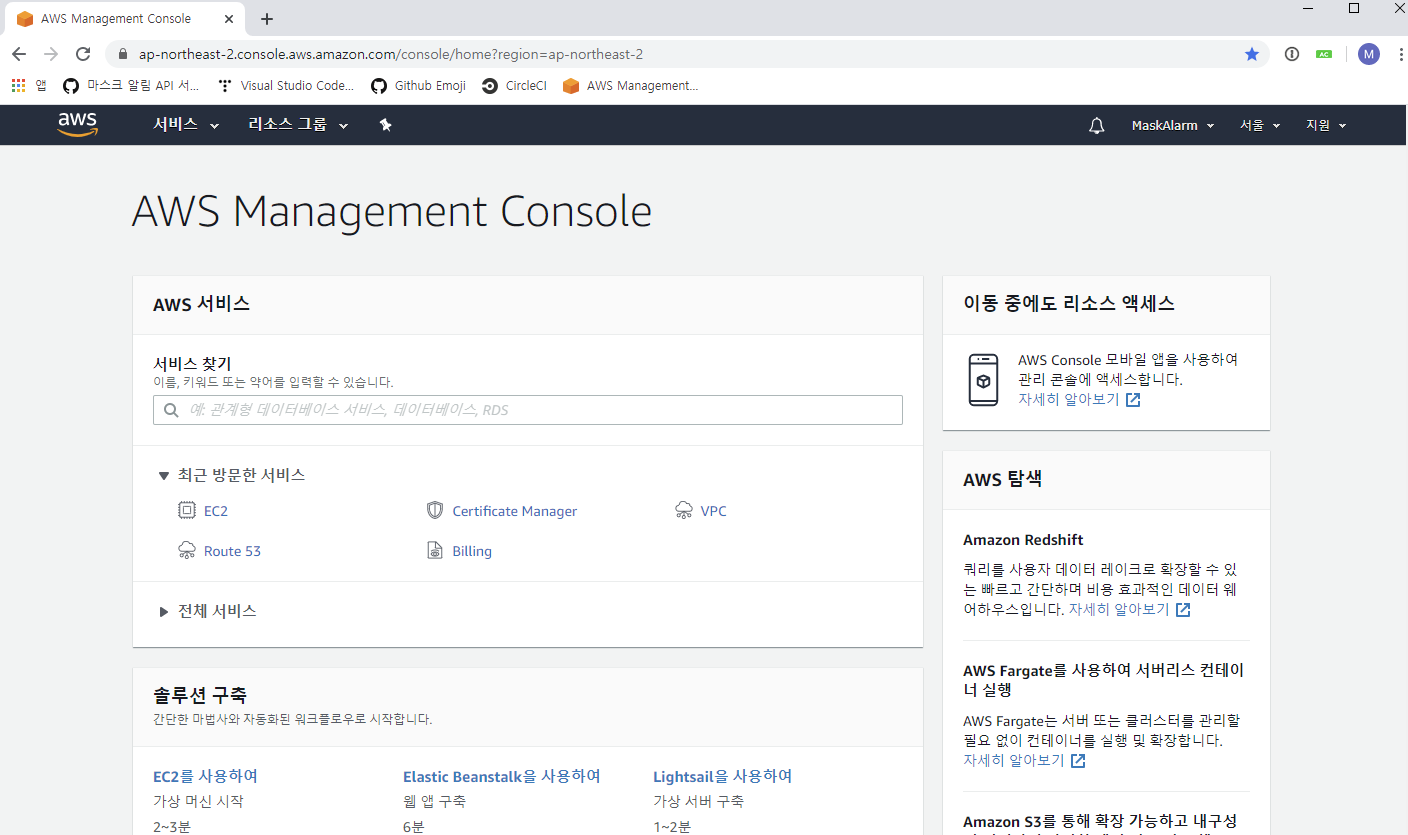 AWS Management Console
ap-northeast-2.console.aws.amazon.com/console/home?region=ap-northeast-2
AC
M
앱
마스크 알림 API 서...
Visual Studio Code...
Github Emoji
CircleCI
AWS Management...
aws
서비스
리소스 그룹
MaskAlarm
서울
지원
AWS Management Console
AWS 서비스
서비스 찾기
이름, 키워드 또는 약어를 입력할 수 있습니다.
예: 관계형 데이터베이스 서비스, 데이터베이스, RDS
최근 방문한 서비스
EC2
Certificate Manager
VPC
Route 53
Billing
전체 서비스
솔루션 구축
간단한 마법사와 자동화된 워크플로우로 시작합니다.
EC2를 사용하여
가상 머신 시작
2~3분
Elastic Beanstalk을 사용하여
웹 앱 구축
6분
Lightsail을 사용하여
가상 서버 구축
1~2분
이동 중에도 리소스 액세스
AWS Console 모바일 앱을 사용하여
관리 콘솔에 액세스합니다.
자세히 알아보기
AWS 탐색
Amazon Redshift
쿼리를 사용자 데이터 레이크로 확장할 수 있
는 빠르고 간단하며 비용 효과적인 데이터 웨
어하우스입니다. 자세히 알아보기
AWS Fargate를 사용하여 서버리스 컨테이
너 실행
AWS Fargate는 서버 또는 클러스터를 관리할
필요 없이 컨테이너를 실행 및 확장합니다.
자세히 알아보기
Amazon S3를 통해 확장 가능하고 내구성